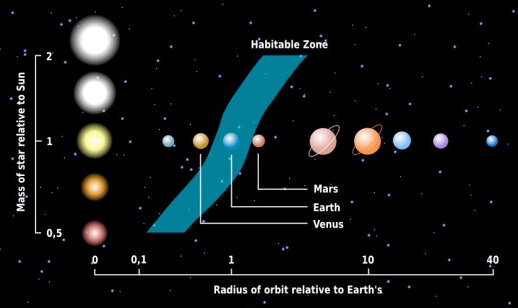 Habitable Zone
Mass of star relative to Sun
2
1
0,5
Mars
Earth
Venus
0 0,1 1 10 40
Radius of orbit relative to Earth's